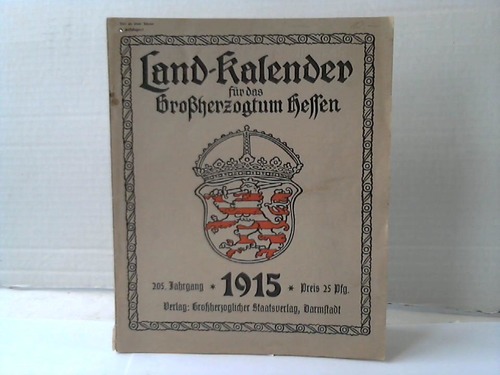 Land-Kalender
für das
Großherzogtum Hessen
205. Jahrgang * 1915 * Preis 25 Pfg.
Verlag: Großherzoglicher Staatsverlag, Darmstadt